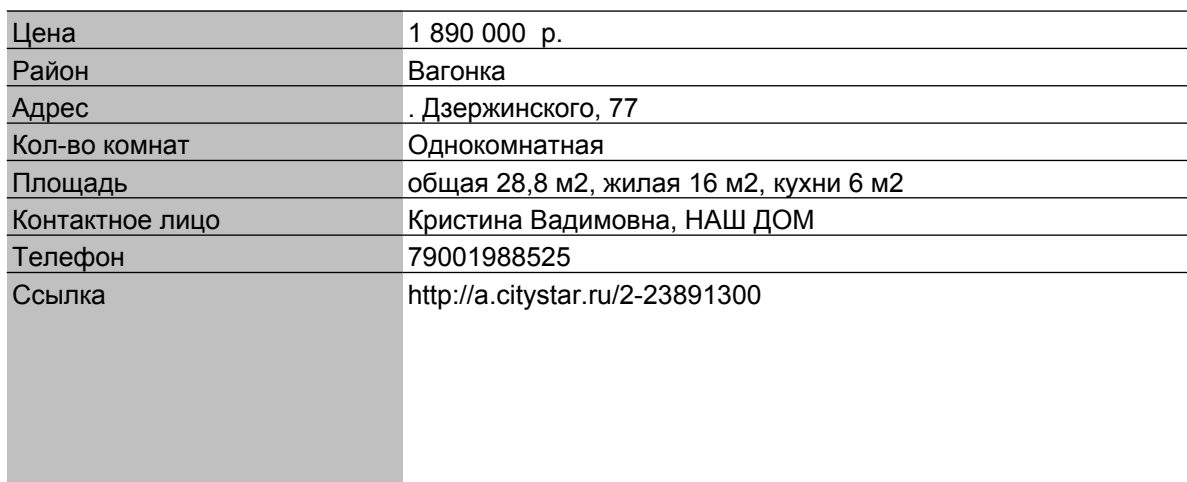 Цена 1 890 000 р.
Район Вагонка
Адрес . Дзержинского, 77
Кол-во комнат Однокомнатная
Площадь общая 28,8 м2, жилая 16 м2, кухни 6 м2
Контактное лицо Кристина Вадимовна, НАШ ДОМ
Телефон 79001988525
Ссылка http://a.citystar.ru/2-23891300